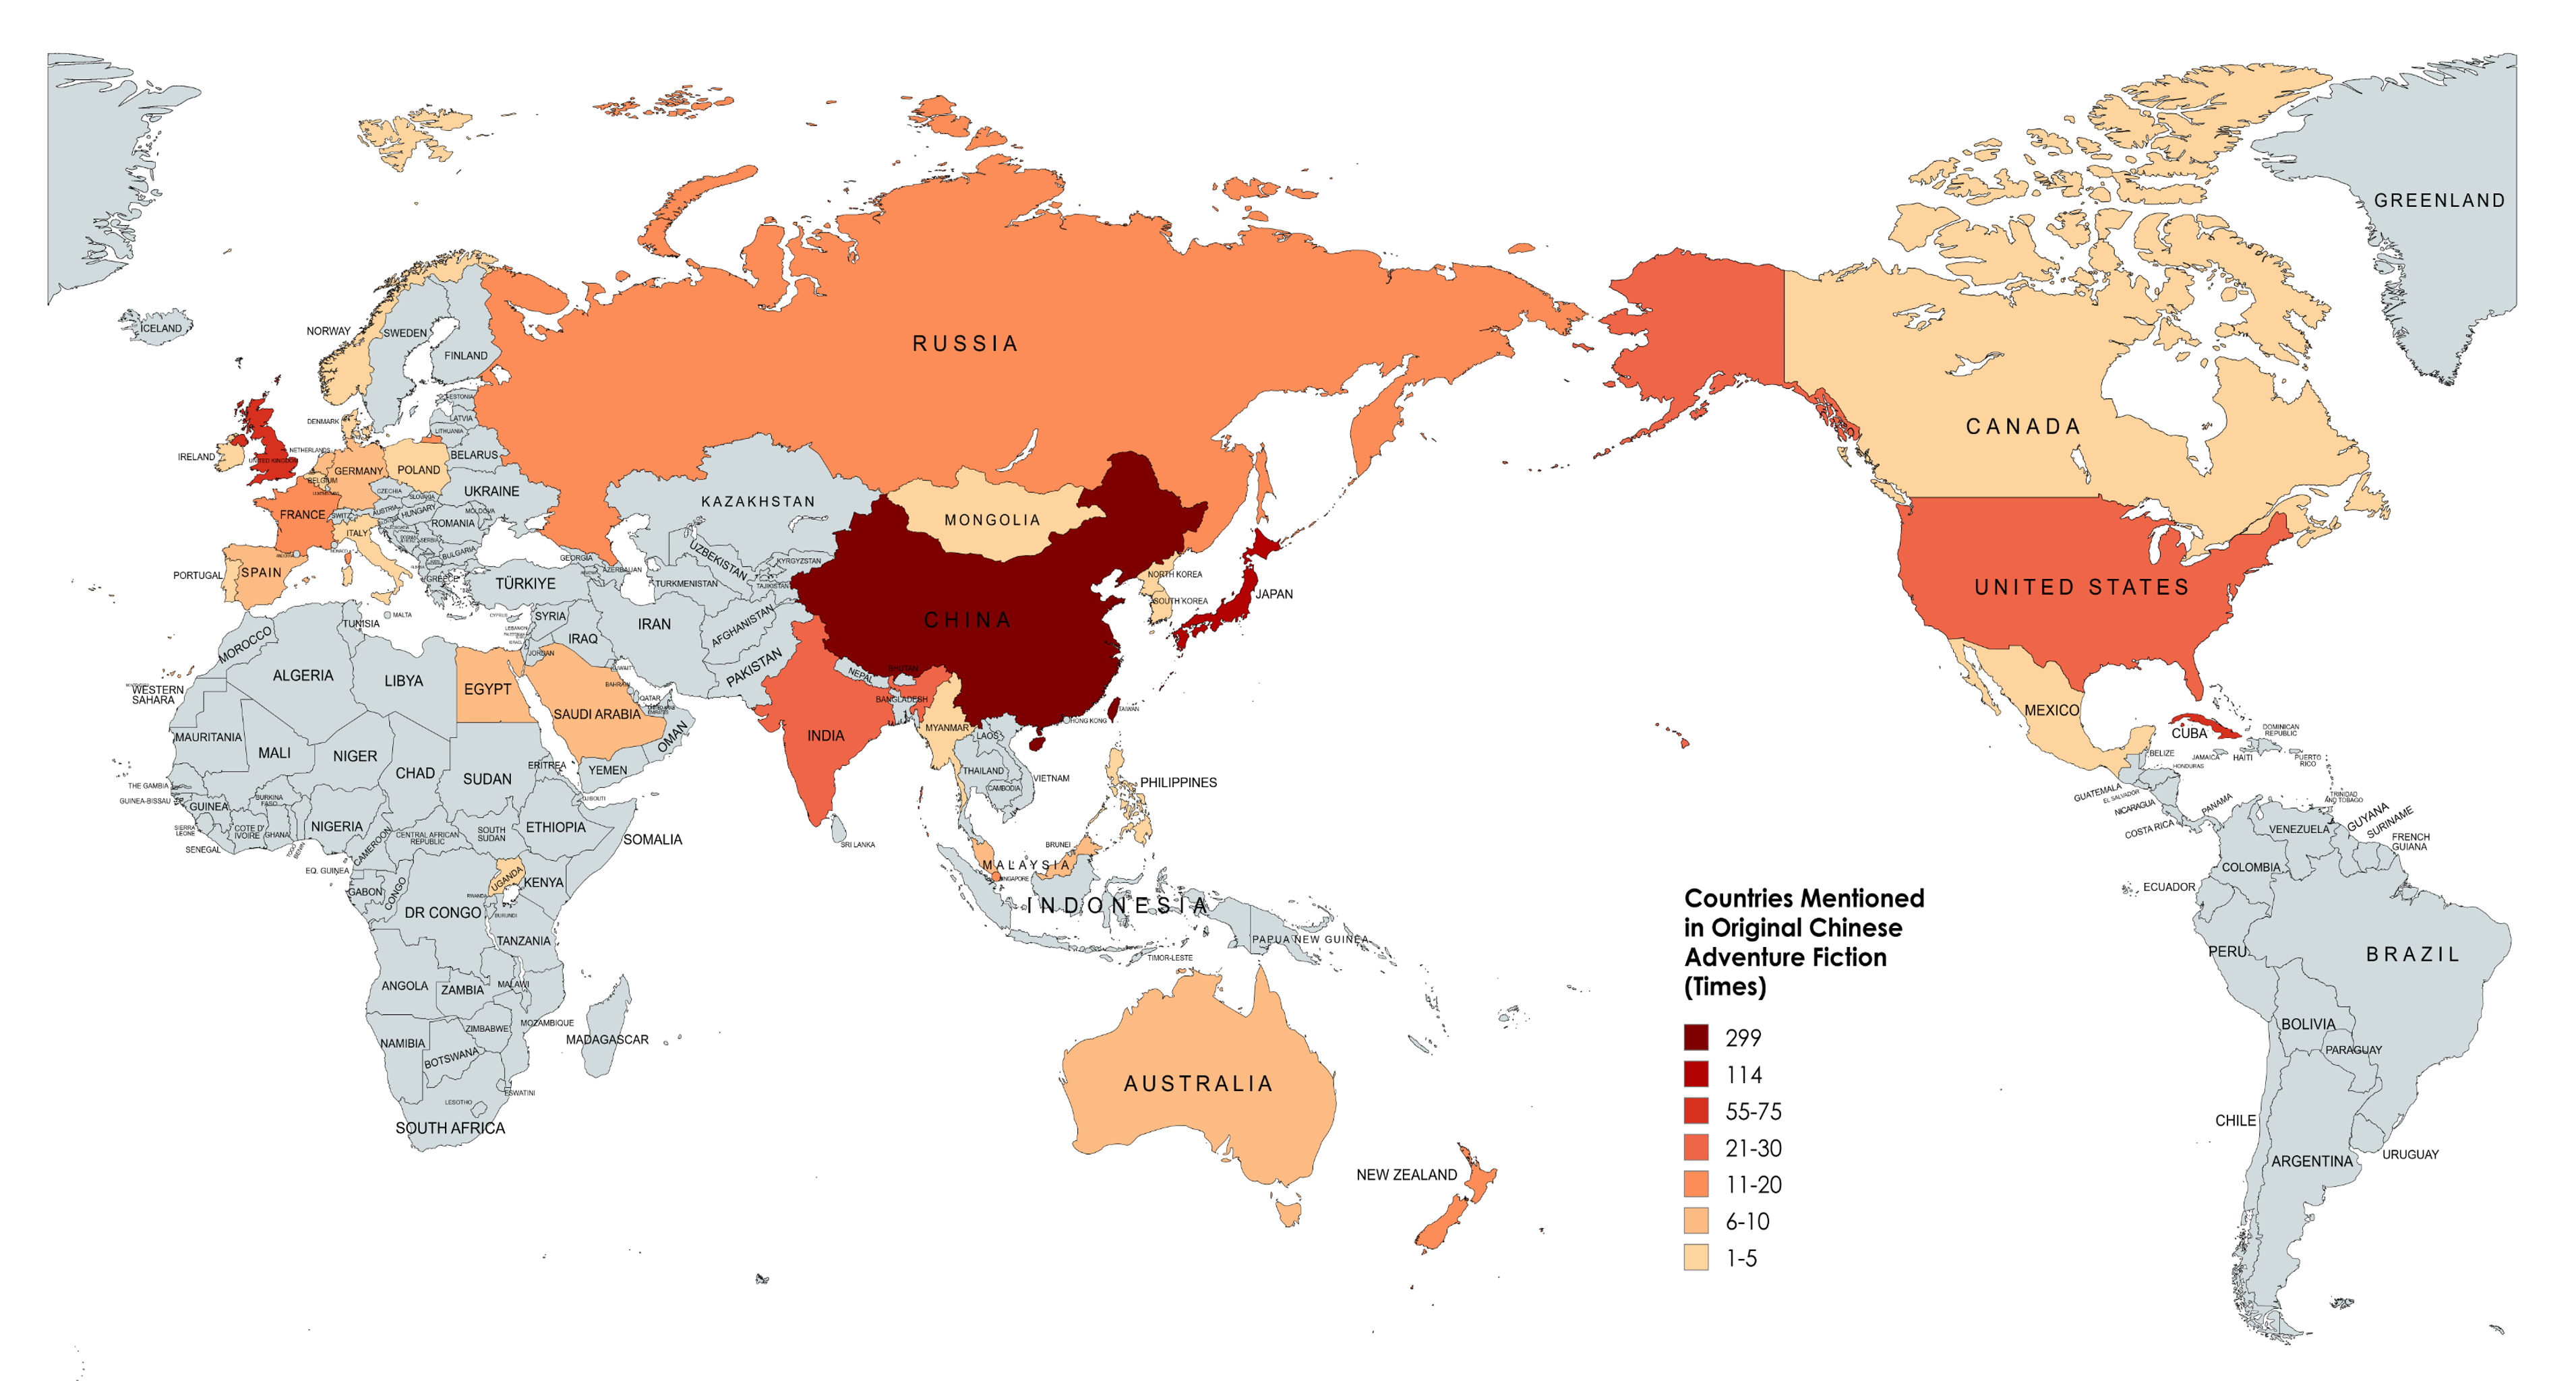 GREENLAND
ICELAND
NORWAY
SWEDEN
FINLAND
RUSSIA
CANADA
ESTONIA
LATVIA
LITHUANIA
DENMARK
IRELAND
UNITED KINGDOM
NETHERLANDS
BELGIUM
GERMANY
POLAND
BELARUS
UKRAINE
CZECHIA
SLOVAKIA
AUSTRIA
HUNGARY
MOLDOVA
ROMANIA
FRANCE
SWITZ
ITALY
MONACO
SERBIA
BULGARIA
GREECE
PORTUGAL
SPAIN
MALTA
TÜRKIYE
CYPRUS
GEORGIA
AZERBAIJAN
KAZAKHSTAN
UZBEKISTAN
TURKMENISTAN
KYRGYZSTAN
TAJIKISTAN
AFGHANISTAN
PAKISTAN
MONGOLIA
CHINA
NORTH KOREA
SOUTH KOREA
JAPAN
UNITED STATES
SYRIA
LEBANON
ISRAEL
JORDAN
IRAQ
IRAN
KUWAIT
BAHRAIN
QATAR
SAUDI ARABIA
OMAN
YEMEN
MOROCCO
TUNISIA
ALGERIA
LIBYA
EGYPT
WESTERN
SAHARA
MAURITANIA
MALI
NIGER
CHAD
SUDAN
ERITREA
DJIBOUTI
THE GAMBIA
GUINEA-BISSAU
GUINEA
SIERRA
LEONE
SENEGAL
BURKINA
FASO
COTE D'
IVOIRE
GHANA
TOGO
BENIN
NIGERIA
CAMEROON
CENTRAL AFRICAN
REPUBLIC
SOUTH
SUDAN
ETHIOPIA
SOMALIA
EQ. GUINEA
GABON
CONGO
DR CONGO
UGANDA
KENYA
RWANDA
BURUNDI
TANZANIA
ANGOLA
ZAMBIA
MALAWI
MOZAMBIQUE
ZIMBABWE
NAMIBIA
BOTSWANA
MADAGASCAR
ESWATINI
LESOTHO
SOUTH AFRICA
NEPAL
BHUTAN
BANGLADESH
INDIA
SRI LANKA
MYANMAR
LAOS
THAILAND
CAMBODIA
VIETNAM
HONG KONG
TAIWAN
PHILIPPINES
BRUNEI
MALAYSIA
SINGAPORE
INDONESIA
TIMOR-LESTE
PAPUA NEW GUINEA
AUSTRALIA
NEW ZEALAND
MEXICO
CUBA
BELIZE
HONDURAS
GUATEMALA
EL SALVADOR
NICARAGUA
COSTA RICA
PANAMA
JAMAICA
HAITI
DOMINICAN
REPUBLIC
PUERTO
RICO
TRINIDAD
AND TOBAGO
VENEZUELA
GUYANA
SURINAME
FRENCH
GUIANA
COLOMBIA
ECUADOR
PERU
BRAZIL
BOLIVIA
PARAGUAY
CHILE
ARGENTINA
URUGUAY
Countries Mentioned
in Original Chinese
Adventure Fiction
(Times)
299
114
55-75
21-30
11-20
6-10
1-5